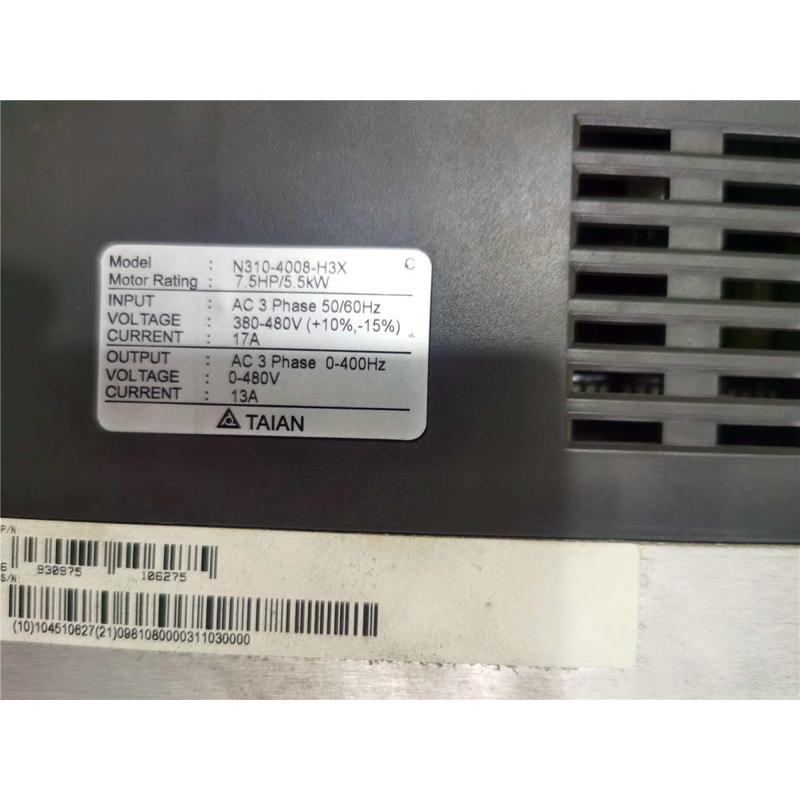 Model : N310-4008-H3X C
Motor Rating : 7.5HP/5.5kW
INPUT : AC 3 Phase 50/60Hz
VOLTAGE : 380-480V (+10%,-15%)
CURRENT : 17A
OUTPUT : AC 3 Phase 0-400Hz
VOLTAGE : 0-480V
CURRENT : 13A
TAIAN
P/N:
6 930975 106275
S/N:
(10)104510627(21)0981080000311030000